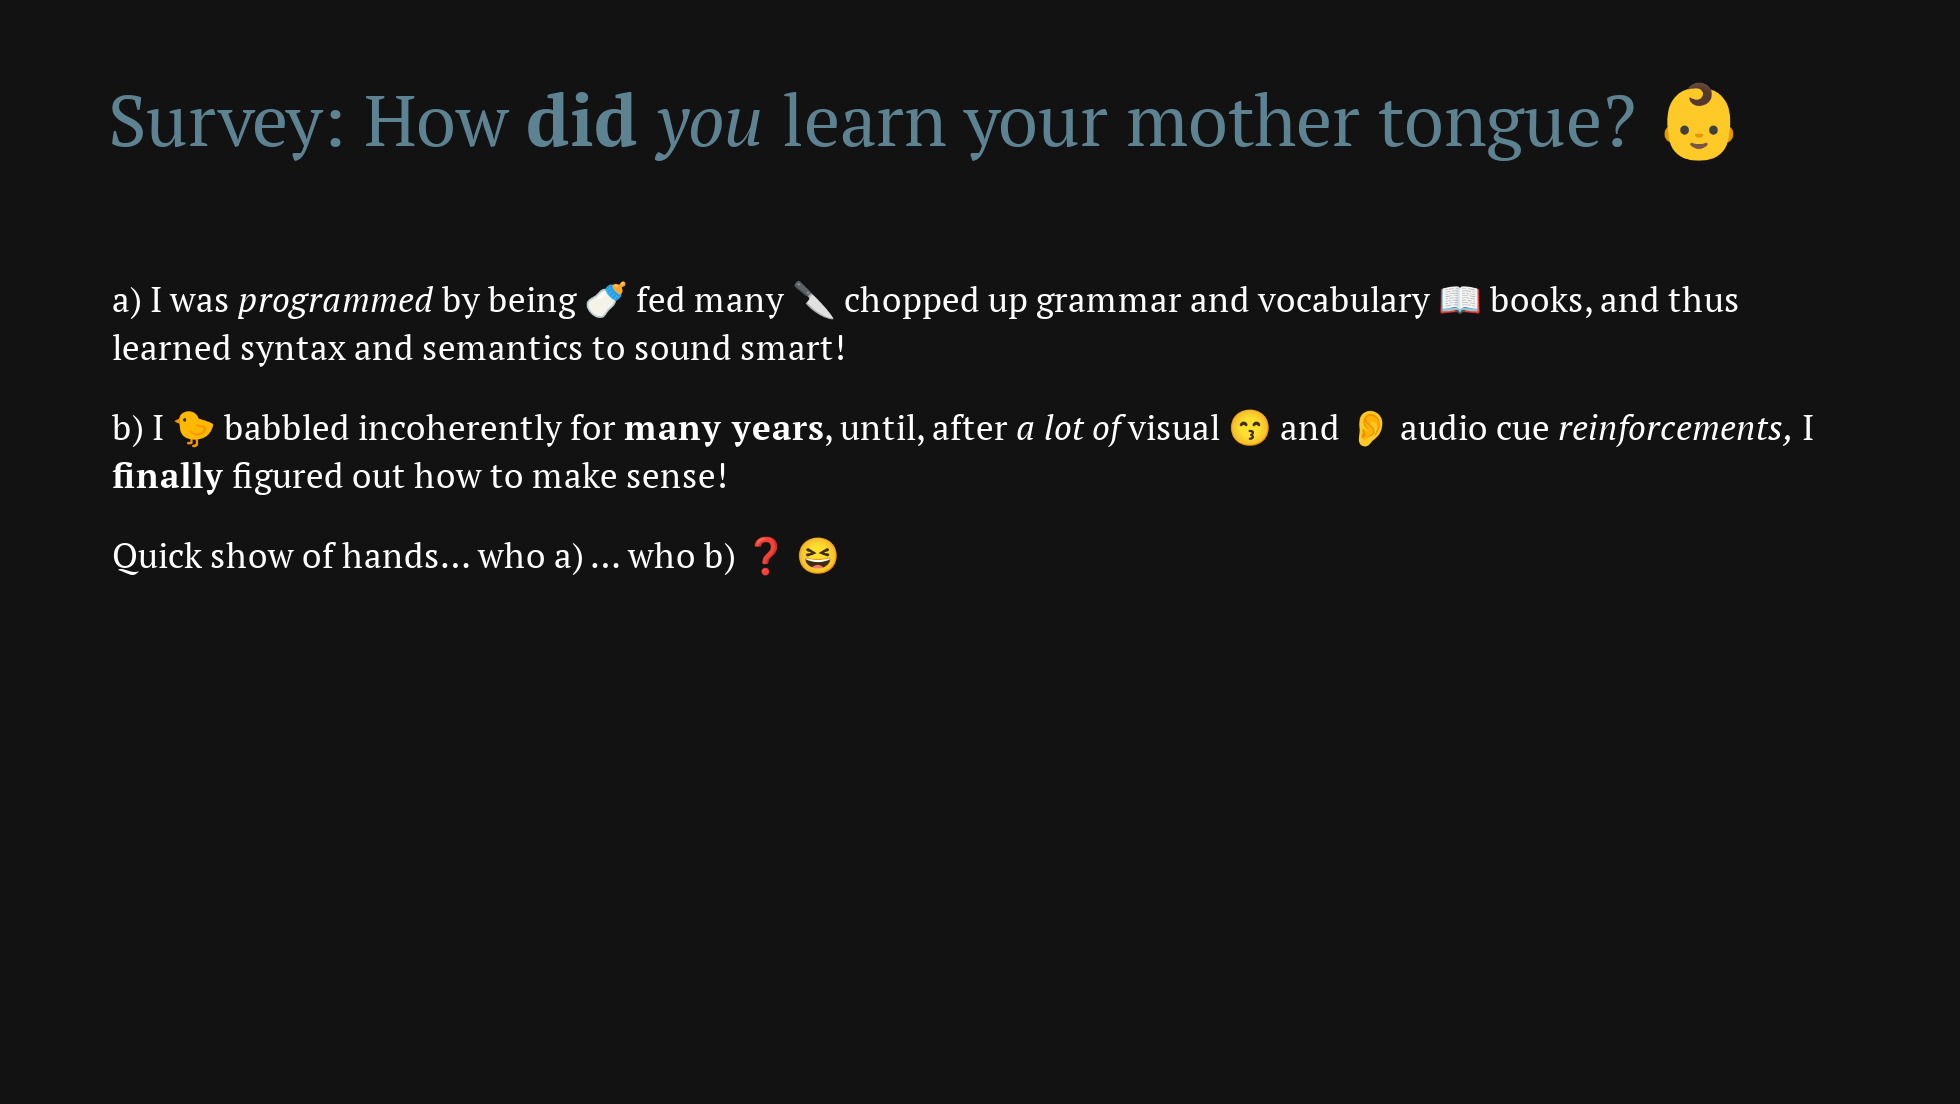 Survey: How did you learn your mother tongue? 👶
a) I was programmed by being 🍼 fed many 🔪 chopped up grammar and vocabulary 📖 books, and thus
learned syntax and semantics to sound smart!
b) I 🐤 babbled incoherently for many years, until, after a lot of visual 😙 and 👂 audio cue reinforcements, I
finally figured out how to make sense!
Quick show of hands… who a) … who b) ❓ 😆